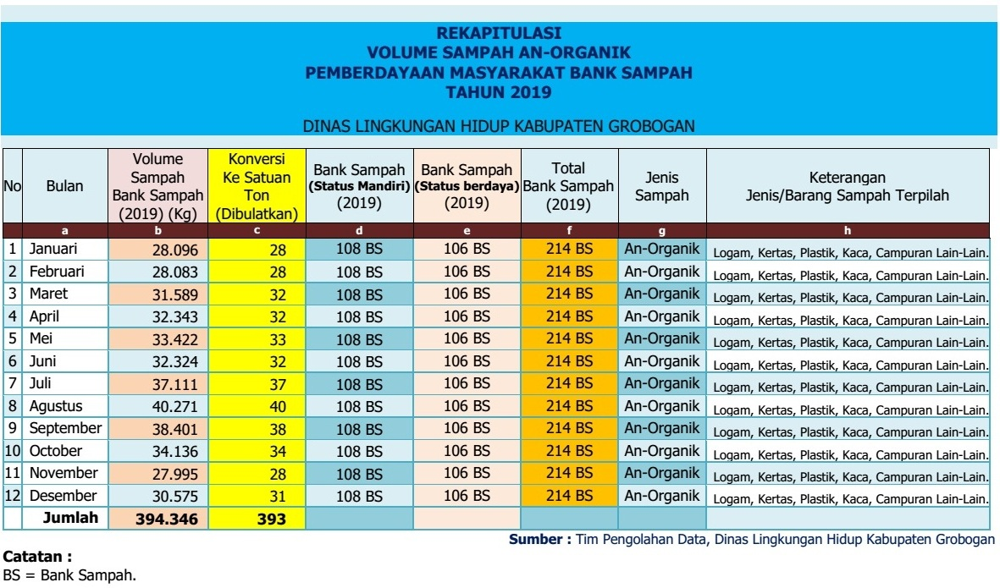 REKAPITULASI
VOLUME SAMPAH AN-ORGANIK
PEMBERDAYAAN MASYARAKAT BANK SAMPAH
TAHUN 2019
DINAS LINGKUNGAN HIDUP KABUPATEN GROBOGAN
No Bulan Volume Sampah Bank Sampah (2019) (Kg) Konversi Ke Satuan Ton (Dibulatkan) Bank Sampah (Status Mandiri) (2019) Bank Sampah (Status berdaya) (2019) Total Bank Sampah (2019) Jenis Sampah Keterangan Jenis/Barang Sampah Terpilah
a b c d e f g h
1 Januari 28.096 28 108 BS 106 BS 214 BS An-Organik Logam, Kertas, Plastik, Kaca, Campuran Lain-Lain.
2 Februari 28.083 28 108 BS 106 BS 214 BS An-Organik Logam, Kertas, Plastik, Kaca, Campuran Lain-Lain.
3 Maret 31.589 32 108 BS 106 BS 214 BS An-Organik Logam, Kertas, Plastik, Kaca, Campuran Lain-Lain.
4 April 32.343 32 108 BS 106 BS 214 BS An-Organik Logam, Kertas, Plastik, Kaca, Campuran Lain-Lain.
5 Mei 33.422 33 108 BS 106 BS 214 BS An-Organik Logam, Kertas, Plastik, Kaca, Campuran Lain-Lain.
6 Juni 32.324 32 108 BS 106 BS 214 BS An-Organik Logam, Kertas, Plastik, Kaca, Campuran Lain-Lain.
7 Juli 37.111 37 108 BS 106 BS 214 BS An-Organik Logam, Kertas, Plastik, Kaca, Campuran Lain-Lain.
8 Agustus 40.271 40 108 BS 106 BS 214 BS An-Organik Logam, Kertas, Plastik, Kaca, Campuran Lain-Lain.
9 September 38.401 38 108 BS 106 BS 214 BS An-Organik Logam, Kertas, Plastik, Kaca, Campuran Lain-Lain.
10 October 34.136 34 108 BS 106 BS 214 BS An-Organik Logam, Kertas, Plastik, Kaca, Campuran Lain-Lain.
11 November 27.995 28 108 BS 106 BS 214 BS An-Organik Logam, Kertas, Plastik, Kaca, Campuran Lain-Lain.
12 Desember 30.575 31 108 BS 106 BS 214 BS An-Organik Logam, Kertas, Plastik, Kaca, Campuran Lain-Lain.
Jumlah 394.346 393
Sumber : Tim Pengolahan Data, Dinas Lingkungan Hidup Kabupaten Grobogan
Catatan :
BS = Bank Sampah.